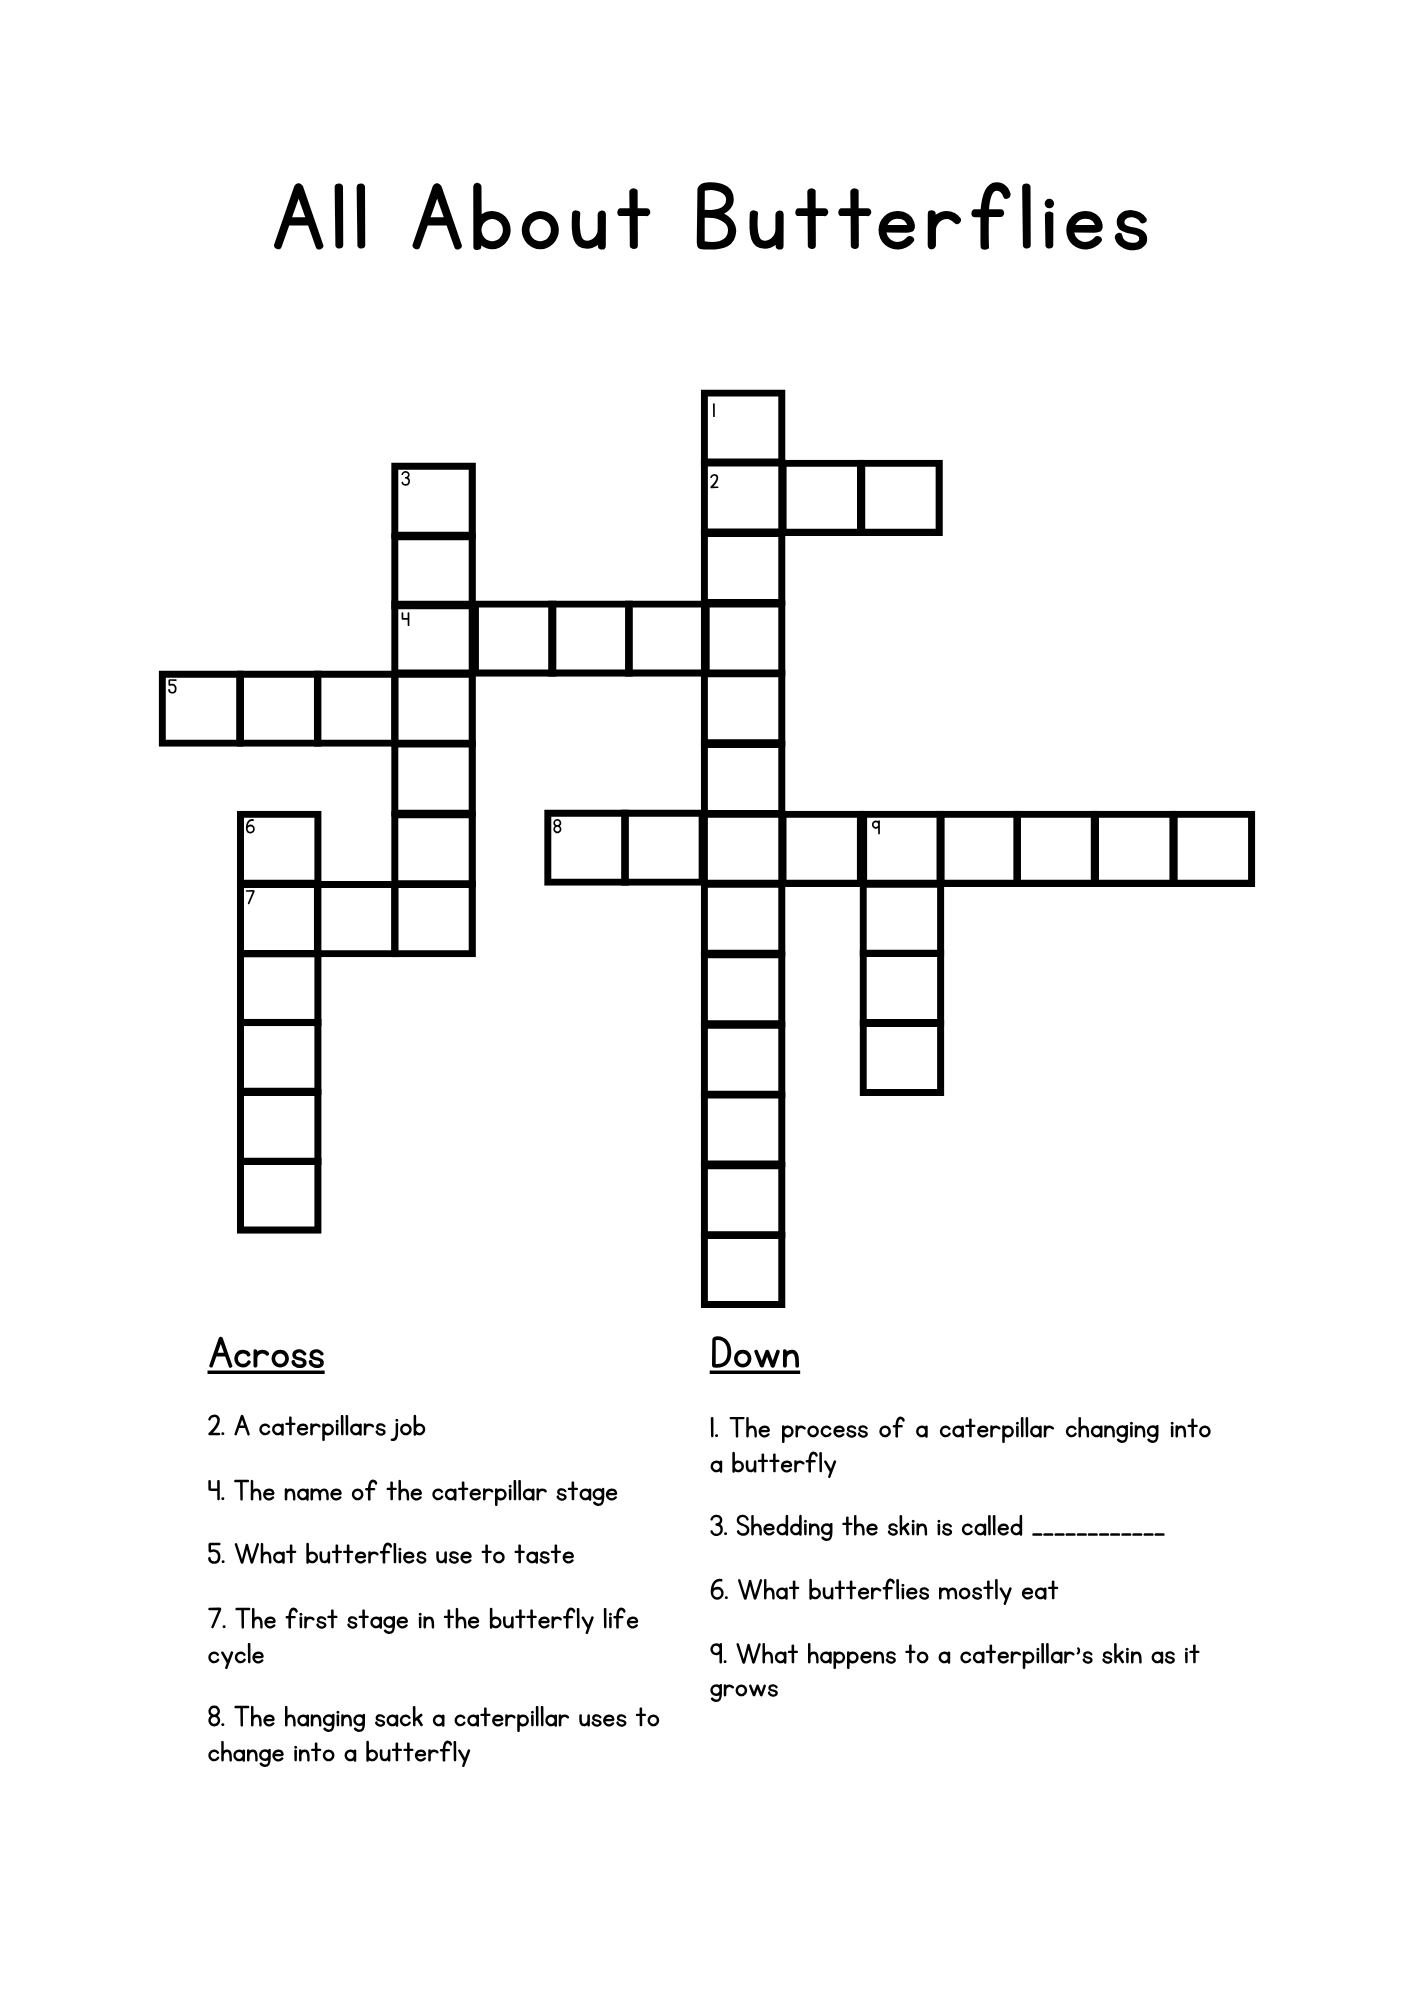 All About Butterflies
1
3
2
4
5
6
8
9
7
Across
2. A caterpillars job
4. The name of the caterpillar stage
5. What butterflies use to taste
7. The first stage in the butterfly life
cycle
8. The hanging sack a caterpillar uses to
change into a butterfly
Down
1. The process of a caterpillar changing into
a butterfly
3. Shedding the skin is called ____________
6. What butterflies mostly eat
9. What happens to a caterpillar's skin as it
grows